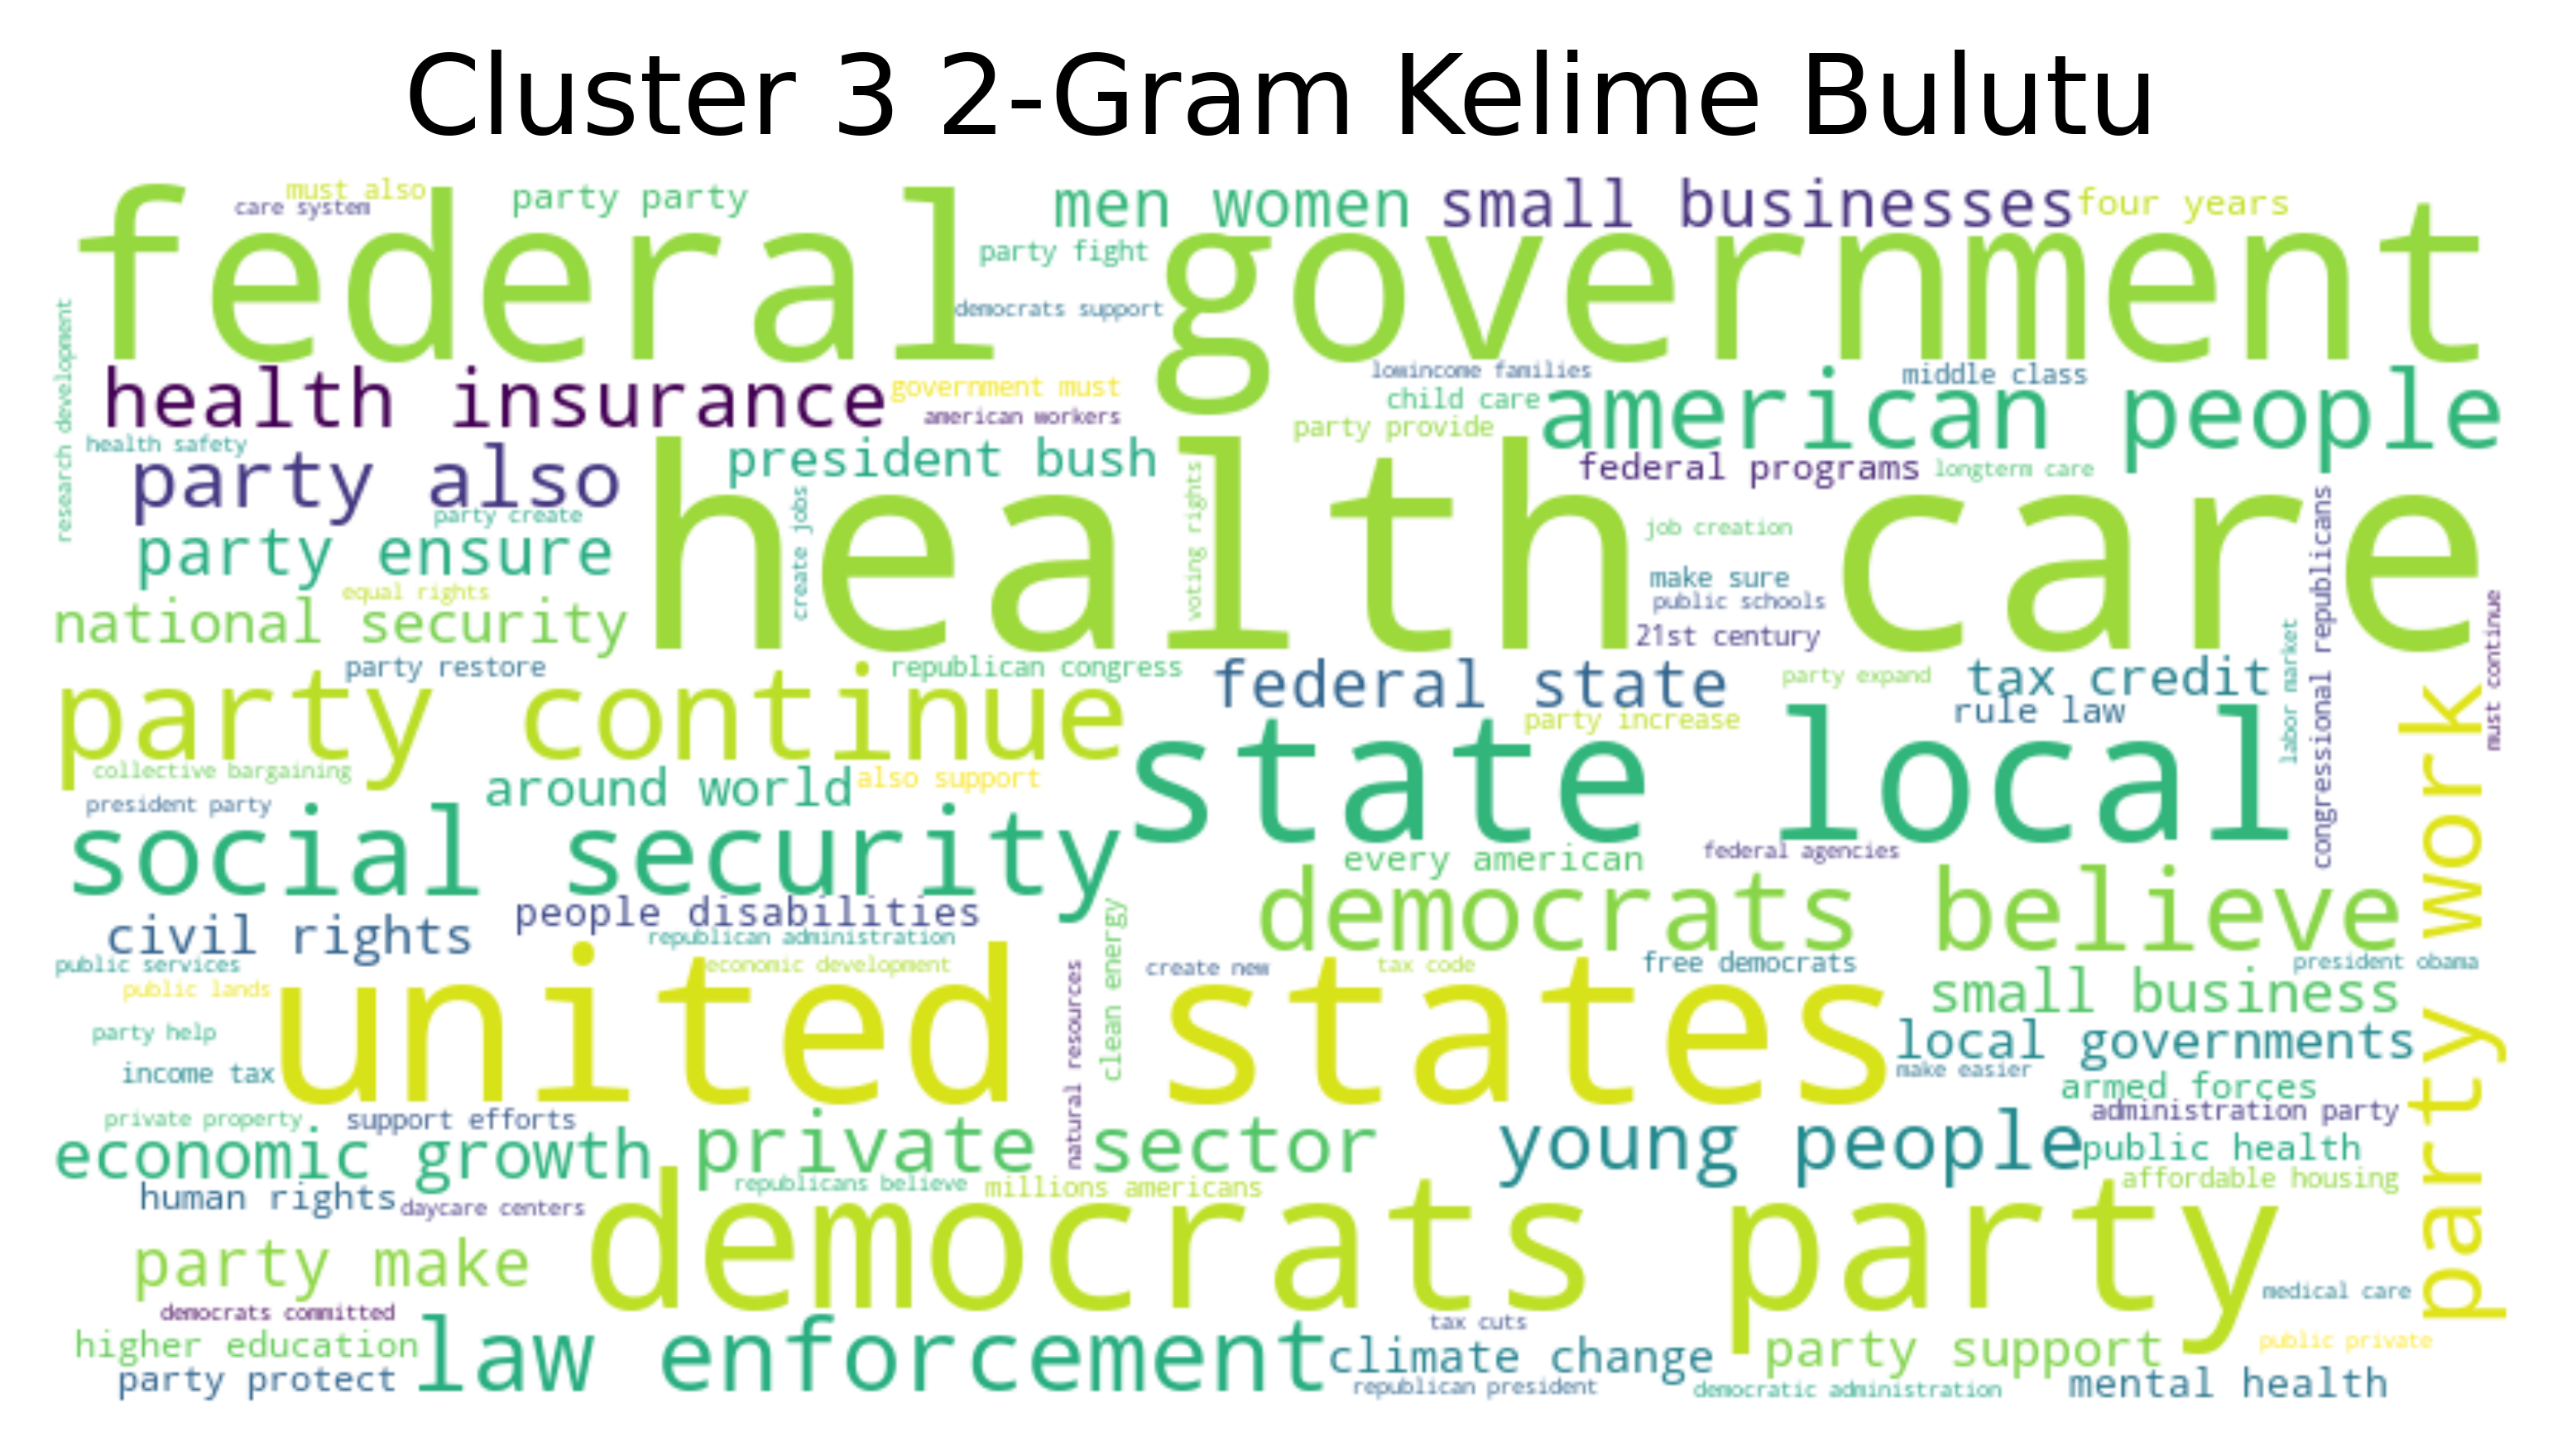 Cluster 3 2-Gram Kelime Bulutu
must also
care system
party party
men women
small businesses
four years
federal government
party fight
democrats support
research development
health insurance
government must
american workers
lowincome families
child care
party provide
middle class
american people
health safety
party also
president bush
federal programs
longterm care
party create
create jobs
voting rights
health care
job creation
party ensure
make sure
public schools
21st century
equal rights
national security
congressional republicans
must continue
party restore
republican congress
federal state
party expand
tax credit
labor market
rule law
party continue
party increase
state local
party work
collective bargaining
around world
also support
president party
social security
every american
federal agencies
democrats believe
people disabilities
civil rights
republican administration
clean energy
public services
economic development
natural resources
create new
tax code
free democrats
president obama
public lands
united states
small business
party help
local governments
income tax
make easier
armed forces
private property
support efforts
administration party
economic growth
private sector
young people
public health
republicans believe
millions americans
affordable housing
human rights
daycare centers
democrats party
party make
medical care
democrats committed
tax cuts
higher education
law enforcement
climate change
party support
public private
party protect
republican president
democratic administration
mental health